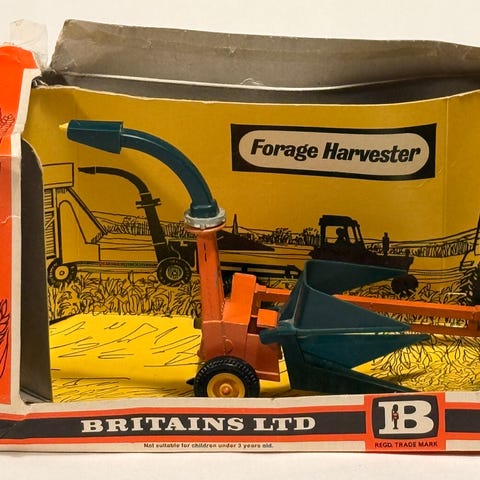 Forage Harvester
BRITAINS LTD
Not suitable for children under 3 years old.
B
REGD. TRADE MARK